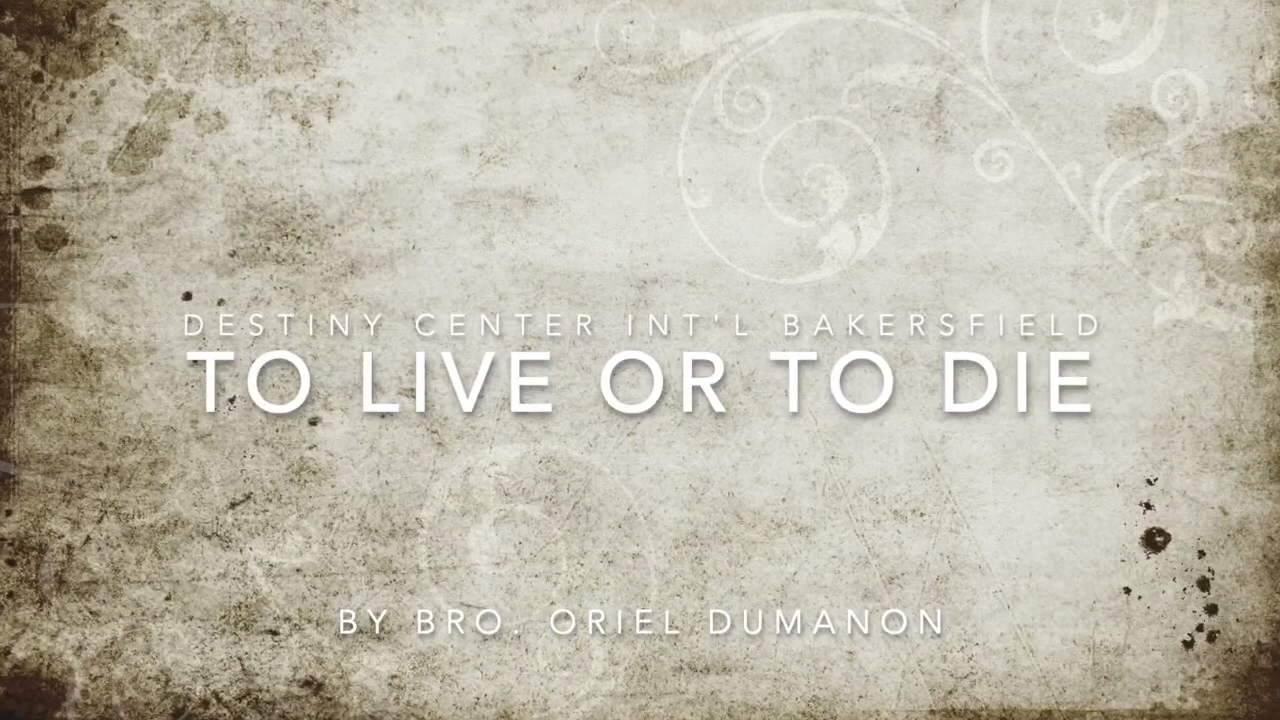 DESTINY CENTER INT'L BAKERSFIELD
TO LIVE OR TO DIE
BY BRO. ORIEL DUMANON